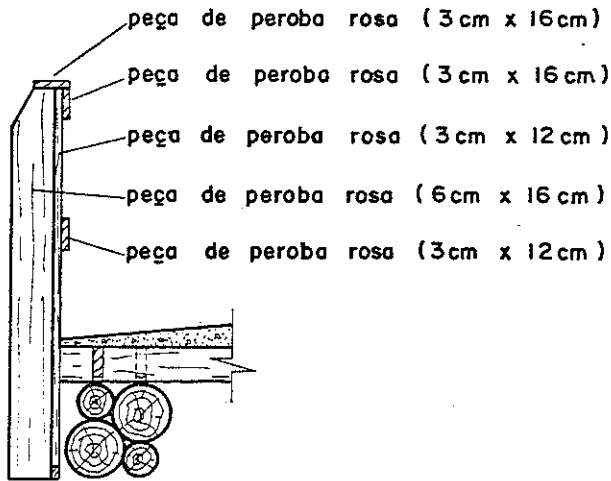 peça de peroba rosa (3cm x 16cm)
peça de peroba rosa (3cm x 16cm)
peça de peroba rosa (3cm x 12cm)
peça de peroba rosa (6cm x 16cm)
peça de peroba rosa (3cm x 12cm)